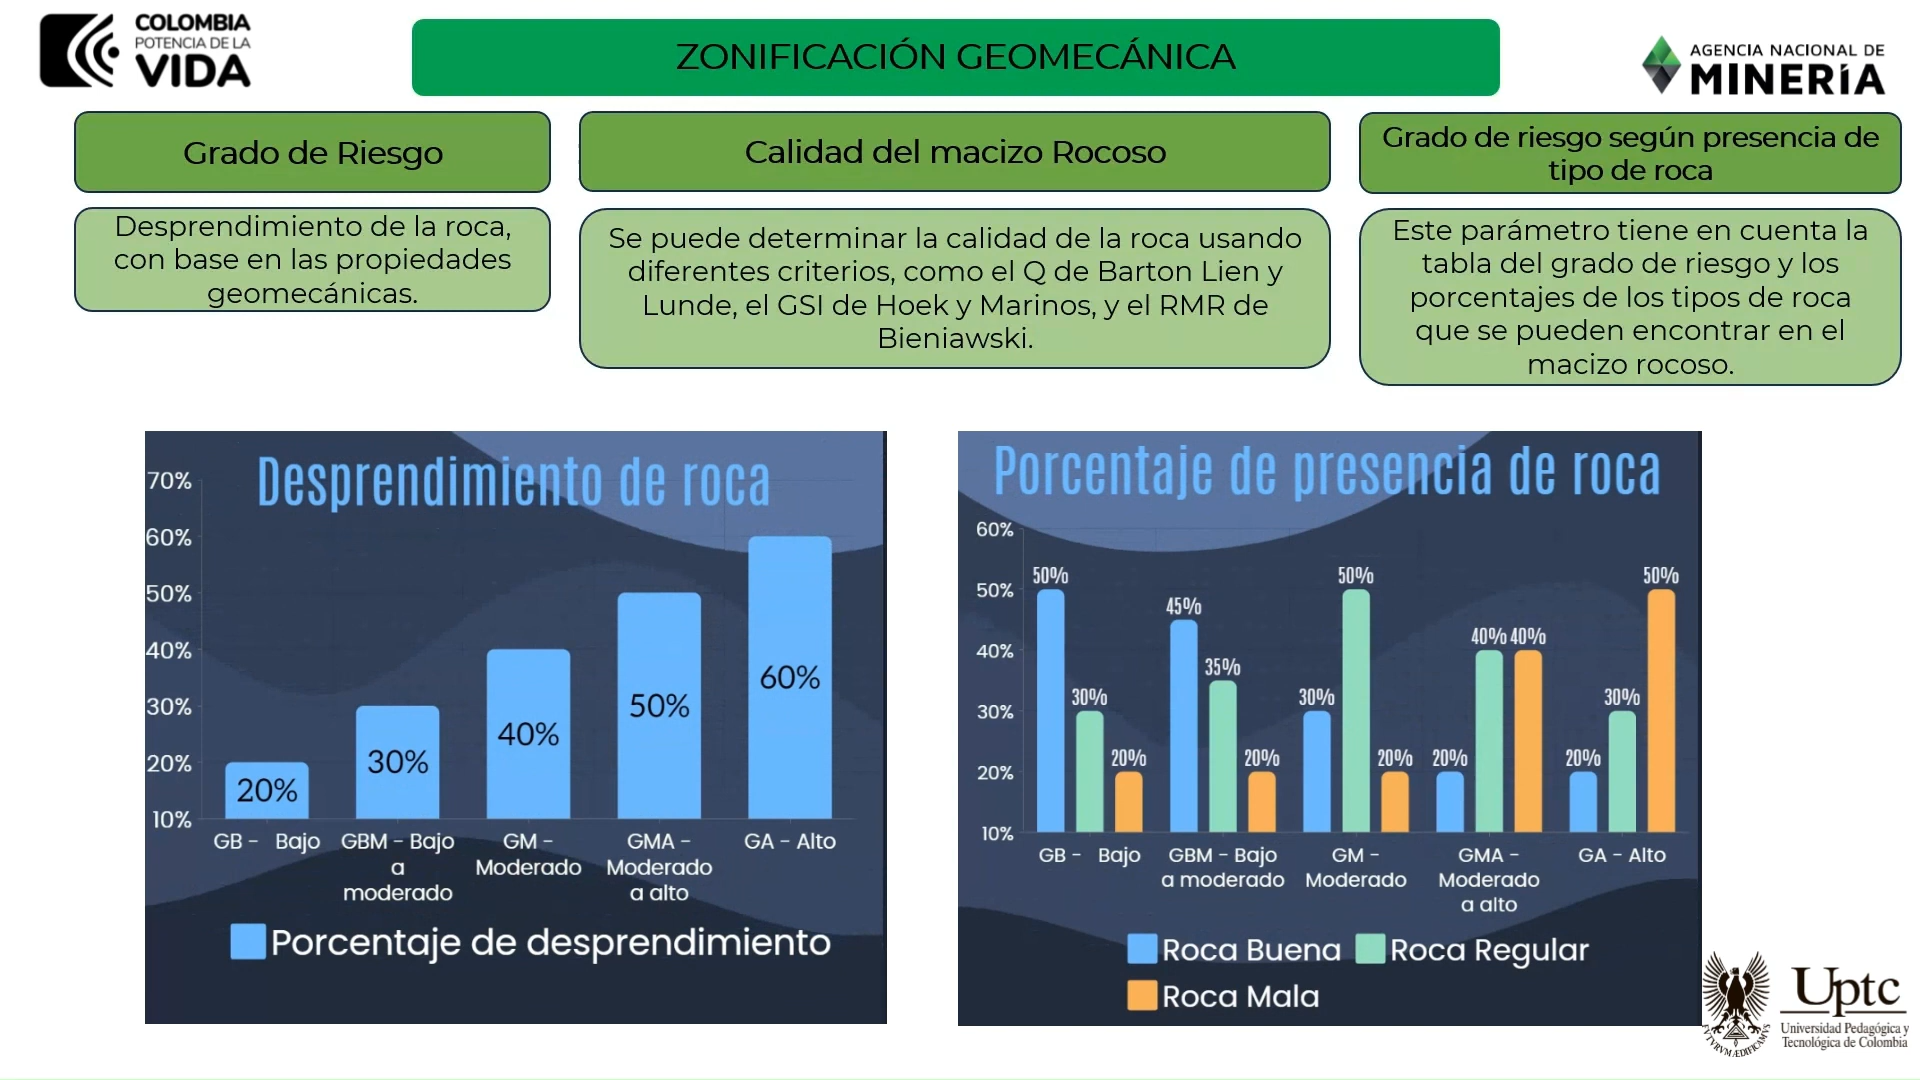 COLOMBIA
POTENCIA DE LA
VIDA
ZONIFICACIÓN GEOMECÁNICA
AGENCIA NACIONAL DE
MINERÍA
Grado de Riesgo
Desprendimiento de la roca,
con base en las propiedades
geomecánicas.
Calidad del macizo Rocoso
Se puede determinar la calidad de la roca usando
diferentes criterios, como el Q de Barton Lien y
Lunde, el GSI de Hoek y Marinos, y el RMR de
Bieniawski.
Grado de riesgo según presencia de
tipo de roca
Este parámetro tiene en cuenta la
tabla del grado de riesgo y los
porcentajes de los tipos de roca
que se pueden encontrar en el
macizo rocoso.
Desprendimiento de roca
70%
60%
50%
40%
30%
20%
10%
20%
30%
40%
50%
60%
GB - Bajo
GBM - Bajo
a
moderado
GM -
Moderado
GMA -
Moderado
a alto
GA - Alto
Porcentaje de desprendimiento
Porcentaje de presencia de roca
60%
50%
40%
30%
20%
10%
50%
30%
20%
45%
35%
20%
30%
50%
20%
20%
40%
40%
20%
30%
50%
GB - Bajo
GBM - Bajo
a moderado
GM -
Moderado
GMA -
Moderado
a alto
GA - Alto
Roca Buena
Roca Regular
Roca Mala
FVTVRVM ÆDIFICAMVS
Uptc
Universidad Pedagógica y
Tecnológica de Colombia